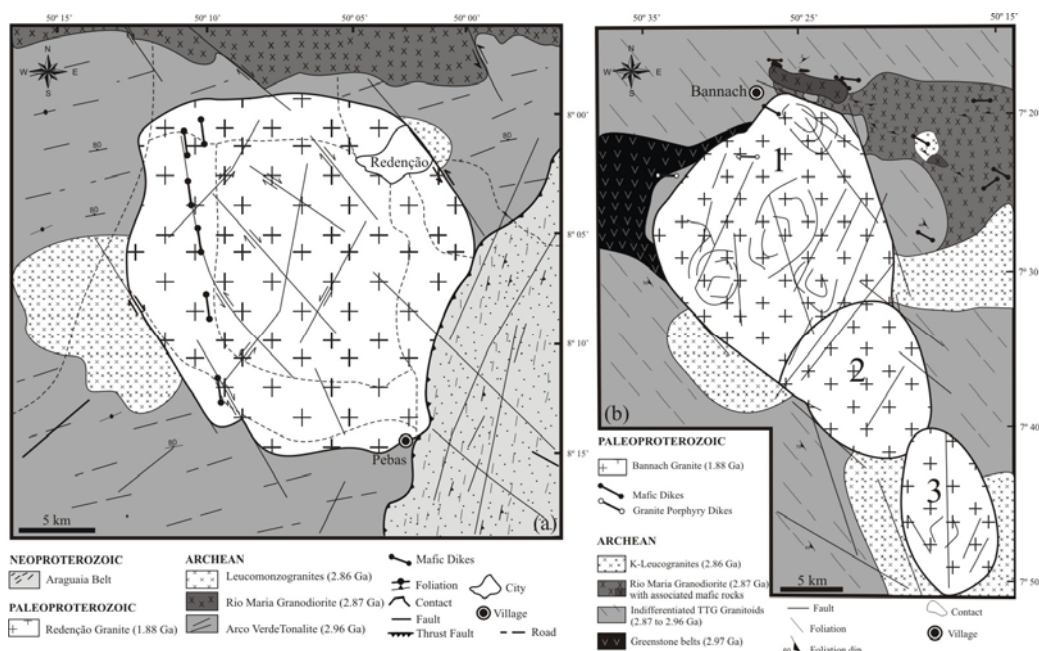 50° 15'
50° 10'
50° 05'
50° 00'
N
W
E
S
8° 00'
80
Redenção
80
8° 05'
8° 10'
80
8° 15'
Pebas
5 km
(a)
NEOPROTEROZOIC
Araguaia Belt
PALEOPROTEROZOIC
Redenção Granite (1.88 Ga)
ARCHEAN
Leucomonzogranites (2.86 Ga)
Rio Maria Granodiorite (2.87 Ga)
Arco VerdeTonalite (2.96 Ga)
Mafic Dikes
Foliation
Contact
Fault
Thrust Fault
City
Village
Road
50° 35'
50° 25'
50° 15'
N
W
E
S
Bannach
7° 20'
1
7° 30'
2
(b)
7° 40'
3
7° 50'
PALEOPROTEROZOIC
Bannach Granite (1.88 Ga)
Mafic Dikes
Granite Porphyry Dikes
ARCHEAN
K-Leucogranites (2.86 Ga)
Rio Maria Granodiorite (2.87 Ga)
with associated mafic rocks
Indifferentiated TTG Granitoids
(2.87 to 2.96 Ga)
Greenstone belts (2.97 Ga)
5 km
Fault
Foliation
80
Foliation dip
Contact
Village